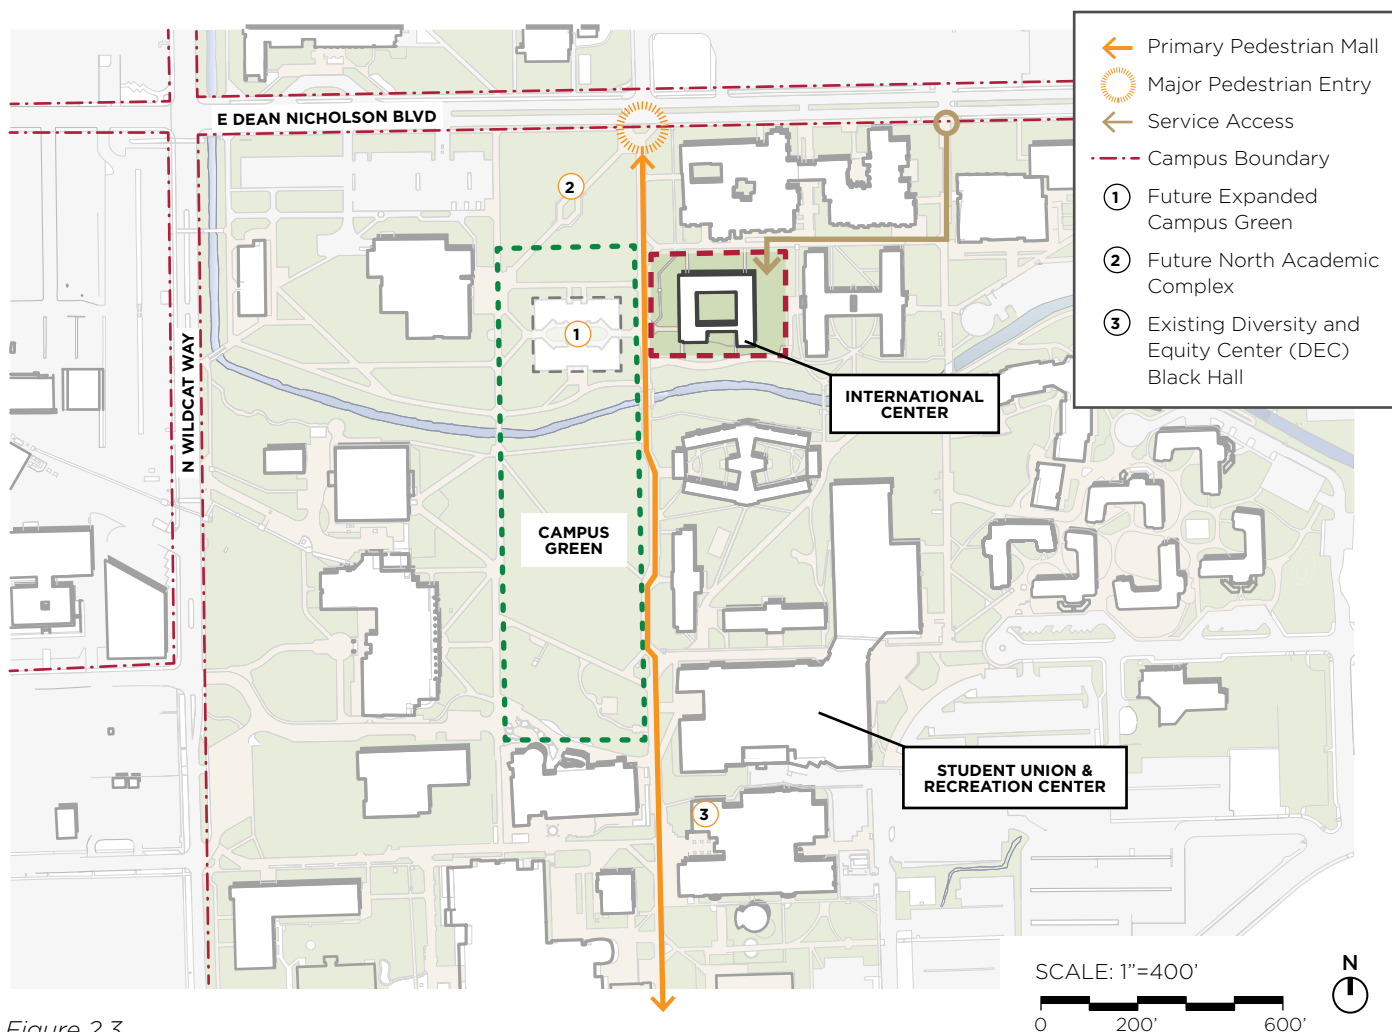 Primary Pedestrian Mall
Major Pedestrian Entry
Service Access
Campus Boundary
1 Future Expanded
Campus Green
2 Future North Academic
Complex
3 Existing Diversity and
Equity Center (DEC)
Black Hall
E DEAN NICHOLSON BLVD
2
1
N WILDCAT WAY
INTERNATIONAL
CENTER
CAMPUS
GREEN
STUDENT UNION &
RECREATION CENTER
3
SCALE: 1”=400’
N
0 200’ 600’
Figure 2.3